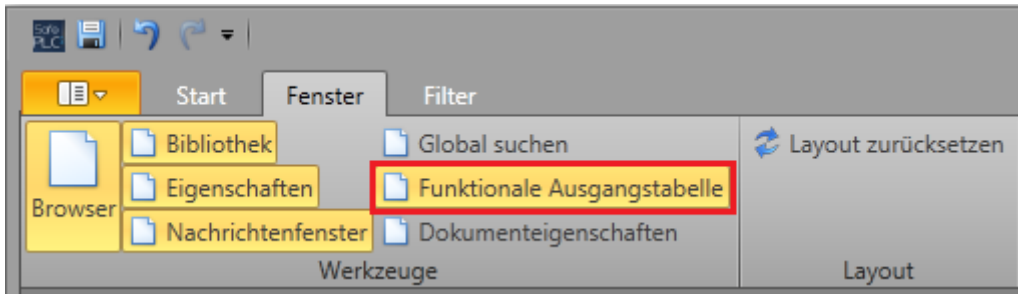 Safe
PLC
Start Fenster Filter
Browser
Bibliothek
Eigenschaften
Nachrichtenfenster
Global suchen
Funktionale Ausgangstabelle
Dokumenteigenschaften
Werkzeuge
Layout zurücksetzen
Layout